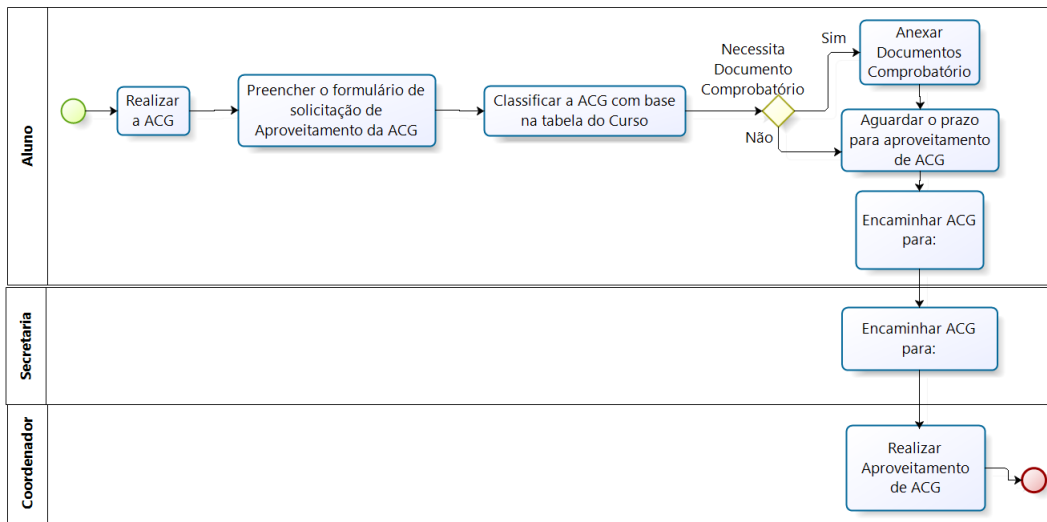 Aluno
Realizar
a ACG
Preencher o formulário de
solicitação de
Aproveitamento da ACG
Classificar a ACG com base
na tabela do Curso
Necessita
Documento
Comprobatório
Sim
Não
Anexar
Documentos
Comprobatório
Aguardar o prazo
para aproveitamento
de ACG
Encaminhar ACG
para:
Secretaria
Encaminhar ACG
para:
Coordenador
Realizar
Aproveitamento
de ACG